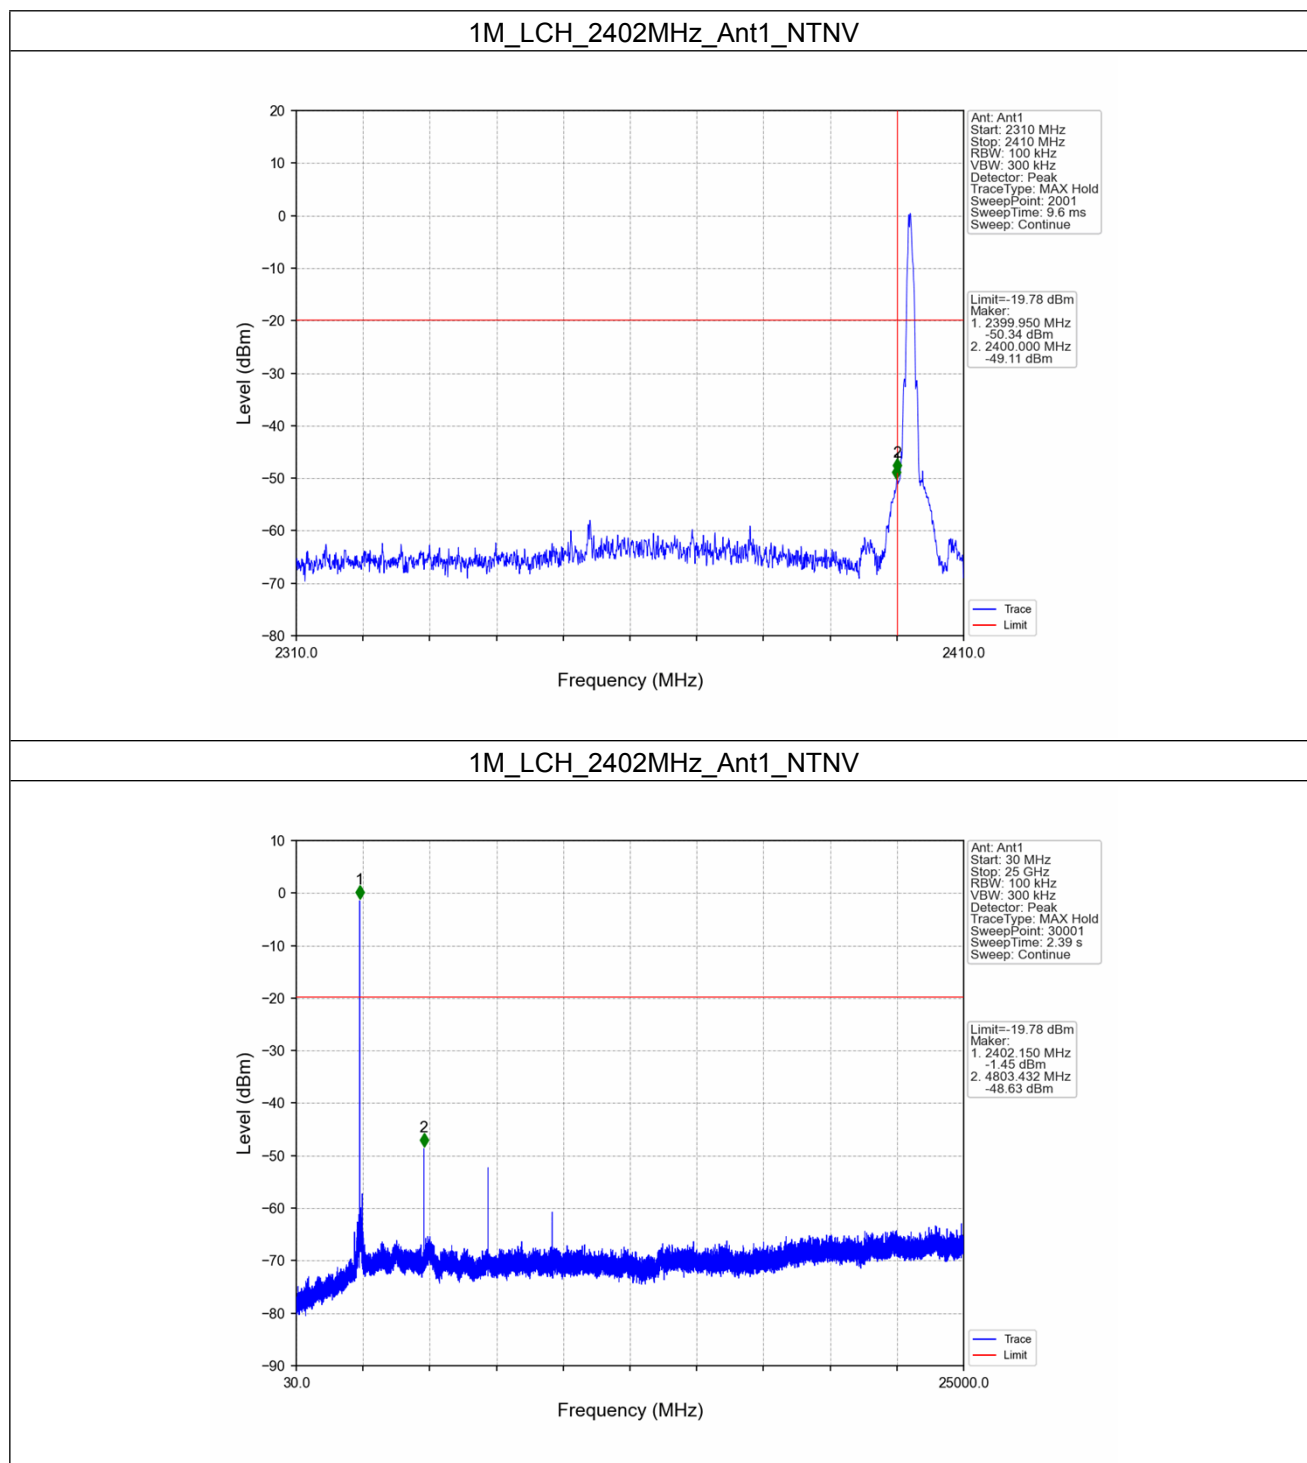 1M_LCH_2402MHz_Ant1_NTNV
20
10
0
−10
−20
−30
−40
−50
−60
−70
−80
Level (dBm)
2
2310.0
2410.0
Frequency (MHz)
Ant: Ant1
Start: 2310 MHz
Stop: 2410 MHz
RBW: 100 kHz
VBW: 300 kHz
Detector: Peak
TraceType: MAX Hold
SweepPoint: 2001
SweepTime: 9.6 ms
Sweep: Continue
Limit=-19.78 dBm
Maker:
1. 2399.950 MHz
-50.34 dBm
2. 2400.000 MHz
-49.11 dBm
Trace
Limit
1M_LCH_2402MHz_Ant1_NTNV
10
0
−10
−20
−30
−40
−50
−60
−70
−80
−90
Level (dBm)
1
2
30.0
25000.0
Frequency (MHz)
Ant: Ant1
Start: 30 MHz
Stop: 25 GHz
RBW: 100 kHz
VBW: 300 kHz
Detector: Peak
TraceType: MAX Hold
SweepPoint: 30001
SweepTime: 2.39 s
Sweep: Continue
Limit=-19.78 dBm
Maker:
1. 2402.150 MHz
-1.45 dBm
2. 4803.432 MHz
-48.63 dBm
Trace
Limit